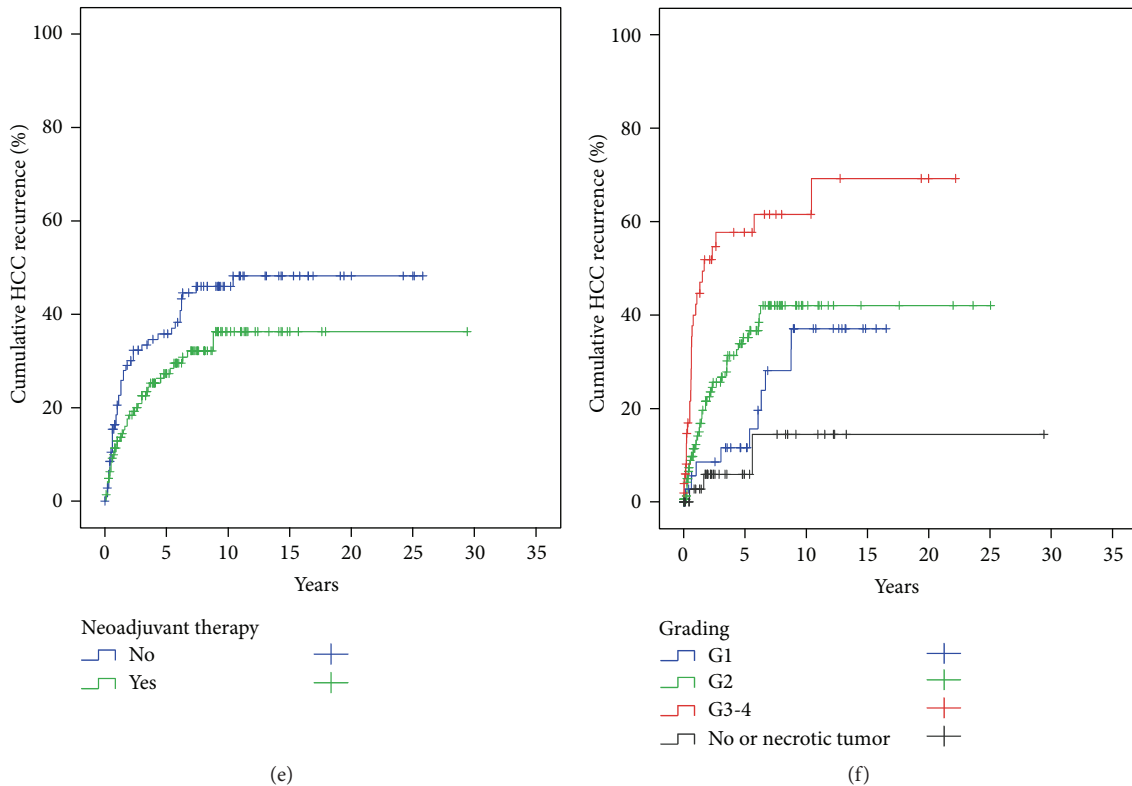 Cumulative HCC recurrence (%)
100
80
60
40
20
0
0 5 10 15 20 25 30 35
Years
Neoadjuvant therapy
No
Yes
(e)
Cumulative HCC recurrence (%)
100
80
60
40
20
0
0 5 10 15 20 25 30 35
Years
Grading
G1
G2
G3-4
No or necrotic tumor
(f)